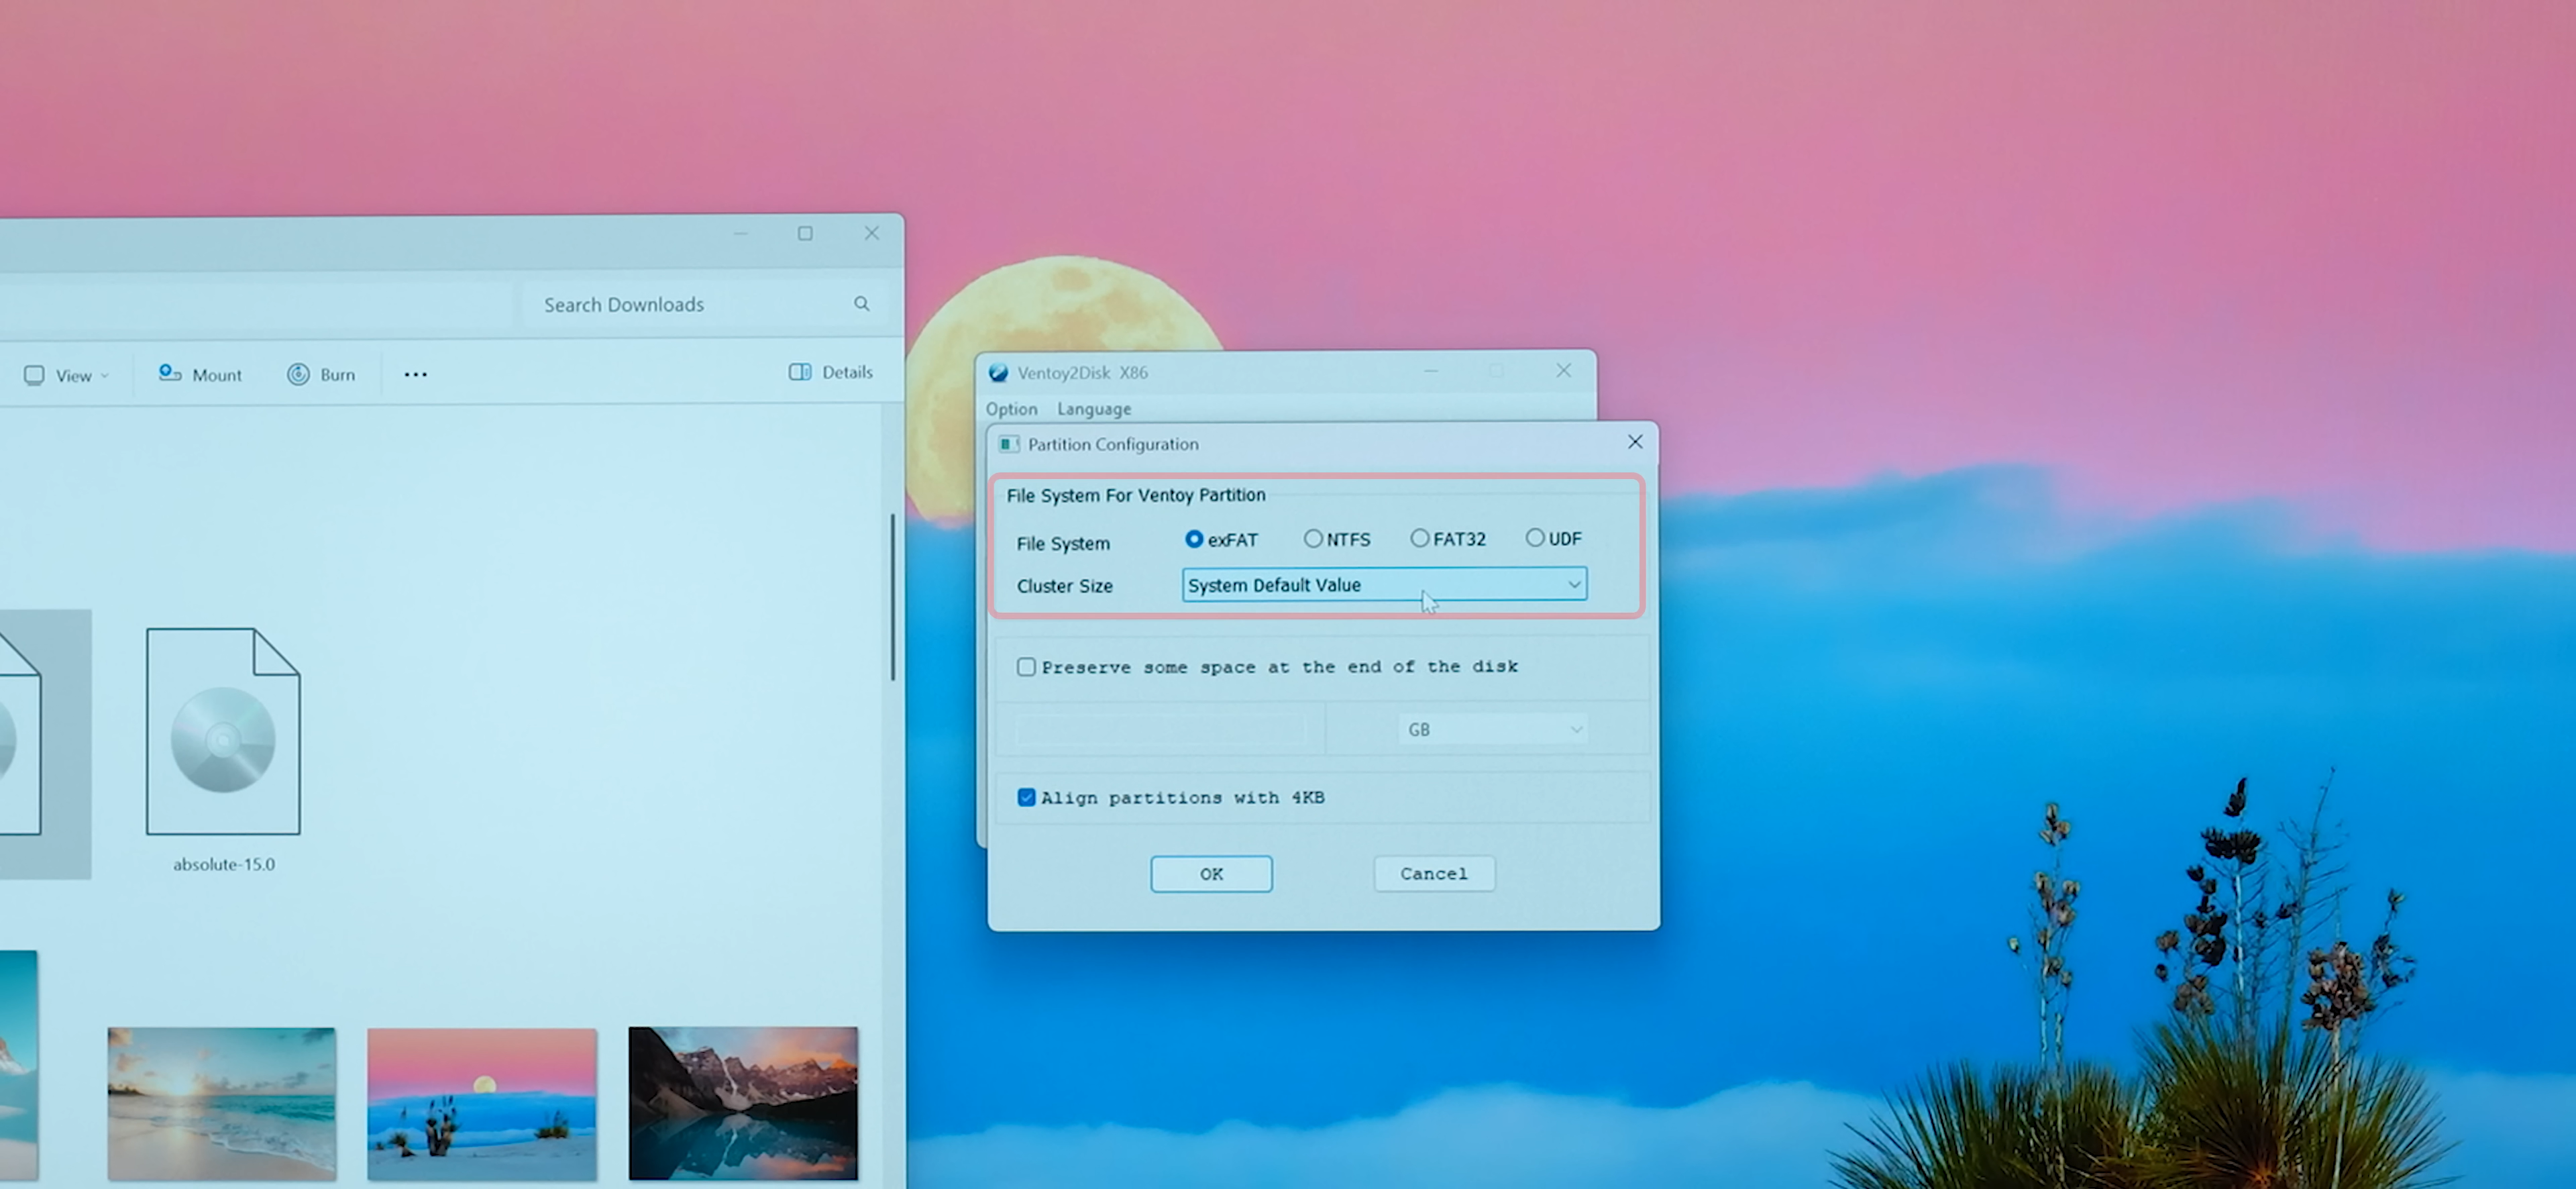 Search Downloads
View
Mount
Burn
Details
absolute-15.0
Ventoy2Disk X86
Option Language
Partition Configuration
File System For Ventoy Partition
File System exFAT NTFS FAT32 UDF
Cluster Size System Default Value
Preserve some space at the end of the disk
GB
Align partitions with 4KB
OK Cancel